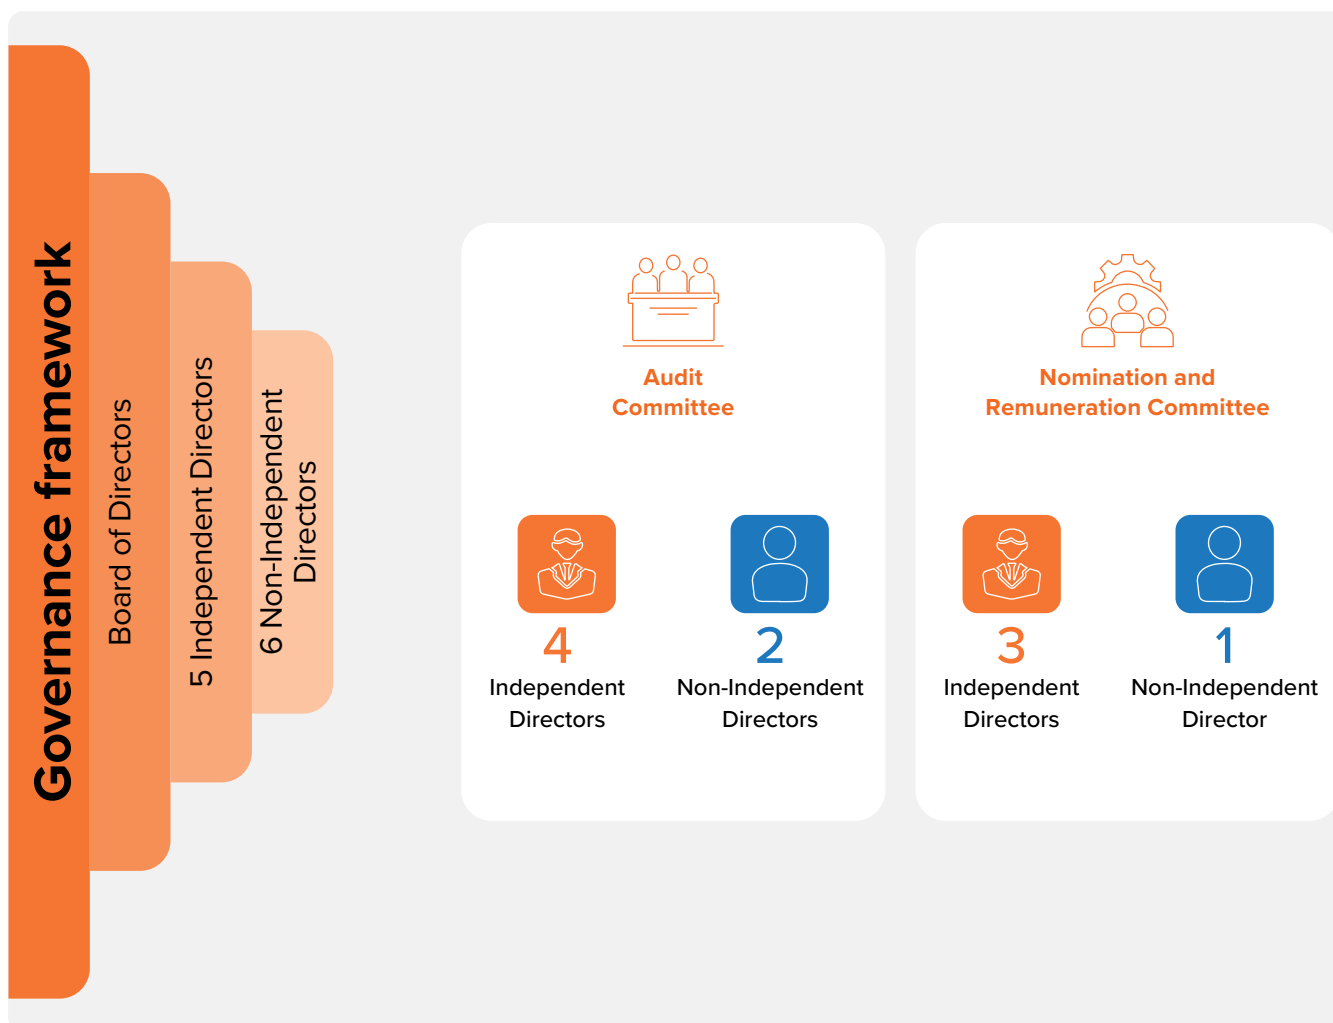 Governance framework
Board of Directors
5 Independent Directors
6 Non-Independent
Directors
Audit
Committee
4
Independent
Directors
2
Non-Independent
Directors
Nomination and
Remuneration Committee
3
Independent
Directors
1
Non-Independent
Director